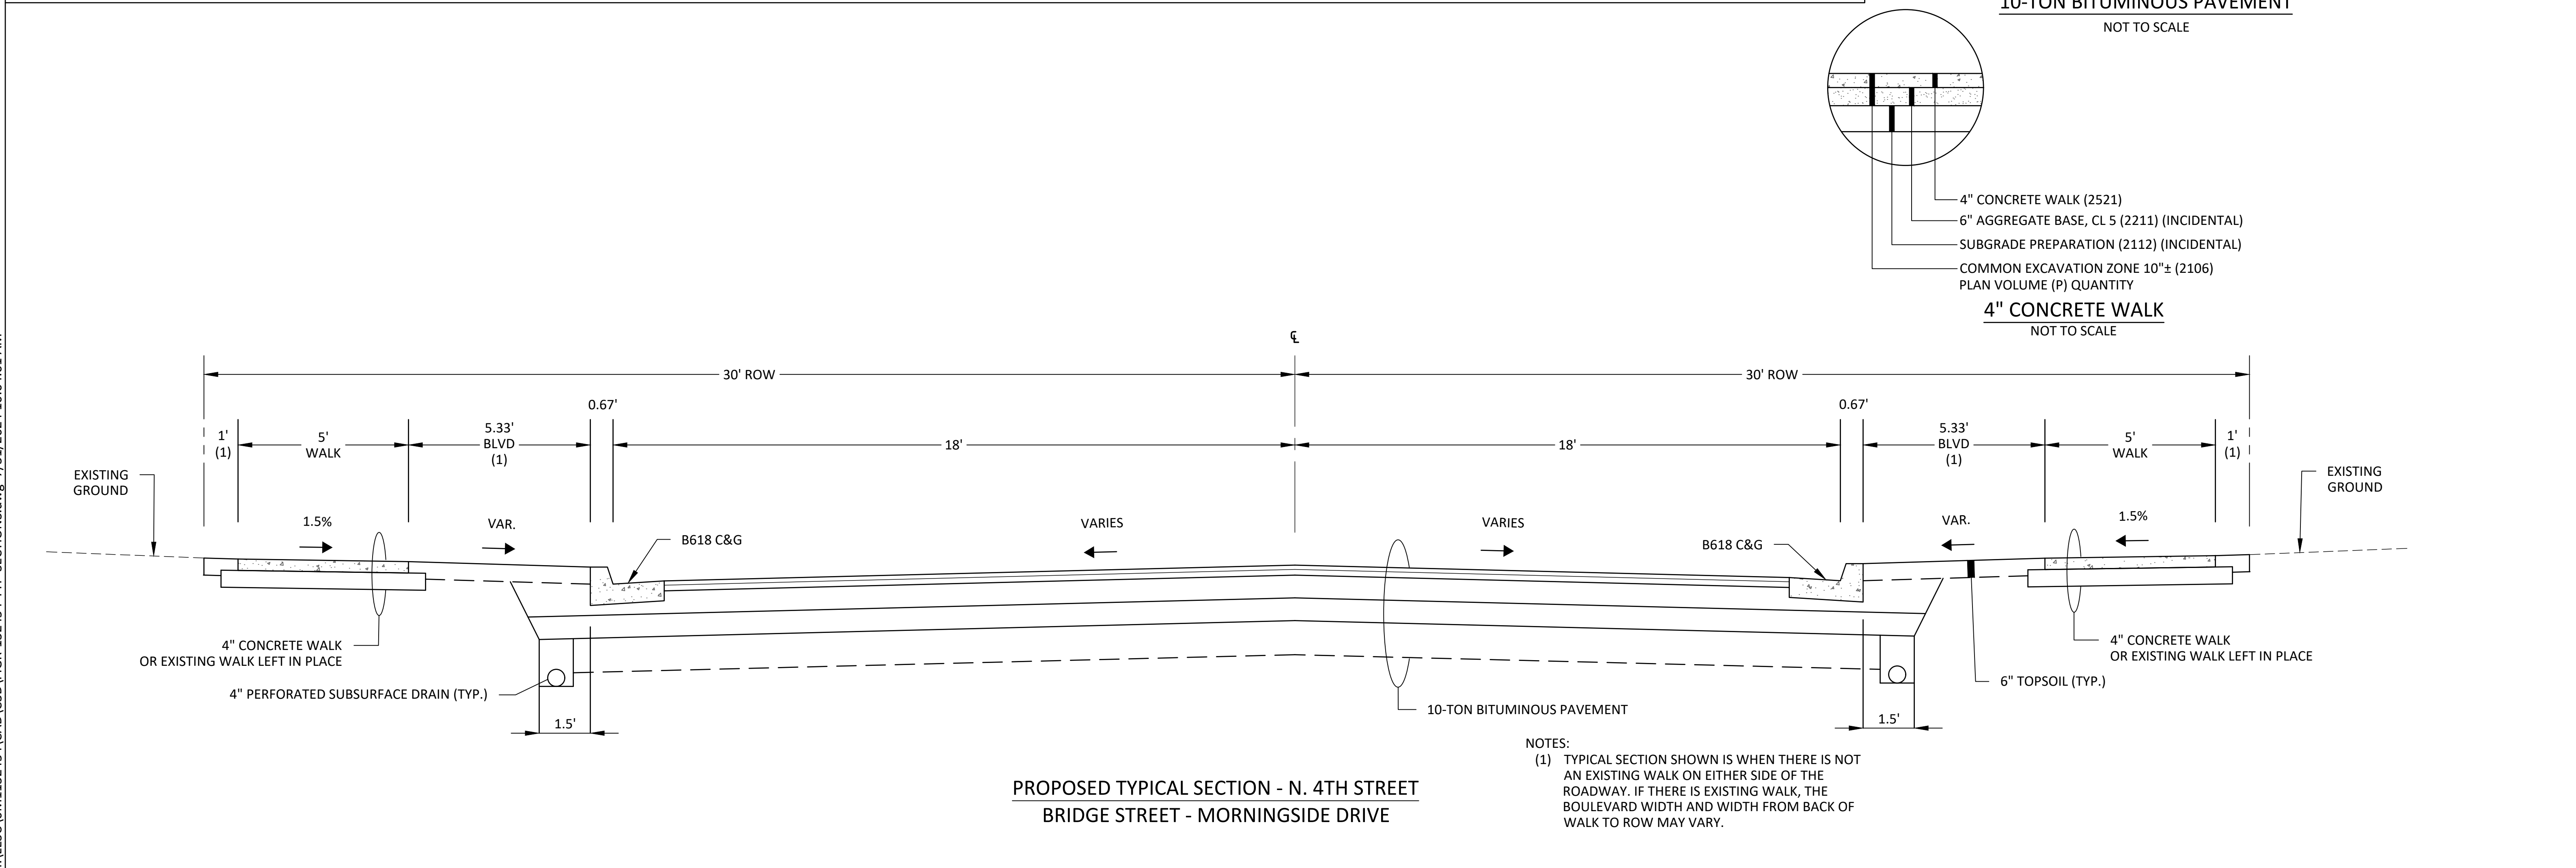 10-TON BITUMINOUS PAVEMENT
NOT TO SCALE
4" CONCRETE WALK (2521)
6" AGGREGATE BASE, CL 5 (2211) (INCIDENTAL)
SUBGRADE PREPARATION (2112) (INCIDENTAL)
COMMON EXCAVATION ZONE 10"± (2106)
PLAN VOLUME (P) QUANTITY
4" CONCRETE WALK
NOT TO SCALE
℄
30' ROW
30' ROW
0.67'
0.67'
1'
(1)
5'
WALK
5.33'
BLVD
(1)
18'
18'
5.33'
BLVD
(1)
5'
WALK
1'
(1)
EXISTING
GROUND
EXISTING
GROUND
1.5%
VAR.
VARIES
VARIES
VAR.
1.5%
B618 C&G
B618 C&G
4" CONCRETE WALK
OR EXISTING WALK LEFT IN PLACE
4" CONCRETE WALK
OR EXISTING WALK LEFT IN PLACE
4" PERFORATED SUBSURFACE DRAIN (TYP.)
6" TOPSOIL (TYP.)
10-TON BITUMINOUS PAVEMENT
1.5'
1.5'
NOTES:
(1) TYPICAL SECTION SHOWN IS WHEN THERE IS NOT
AN EXISTING WALK ON EITHER SIDE OF THE
ROADWAY. IF THERE IS EXISTING WALK, THE
BOULEVARD WIDTH AND WIDTH FROM BACK OF
WALK TO ROW MAY VARY.
PROPOSED TYPICAL SECTION - N. 4TH STREET
BRIDGE STREET - MORNINGSIDE DRIVE